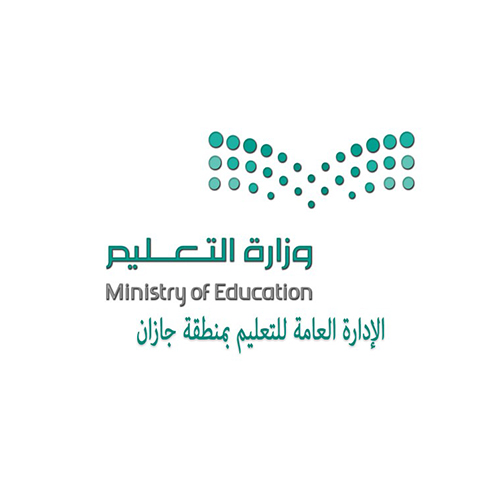 وزارة التعليم
Ministry of Education
الإدارة العامة للتعليم بمنطقة جازان